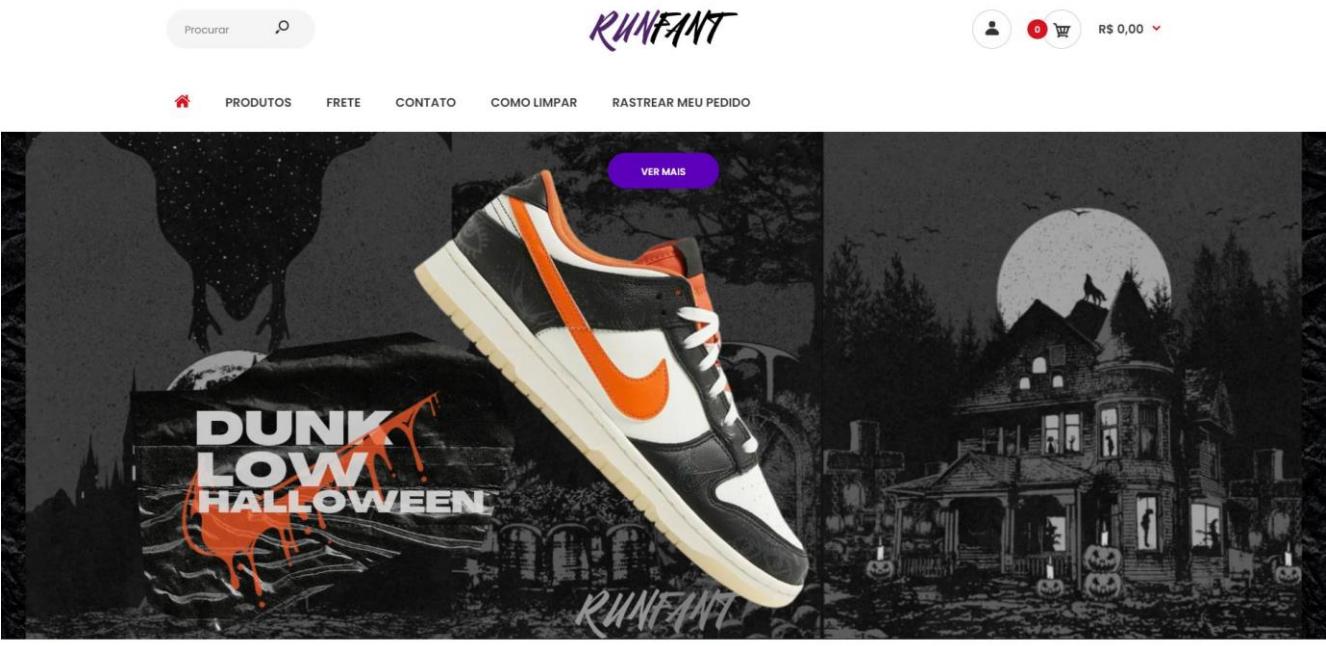 Procurar
RUNFANT
0
R$ 0,00
PRODUTOS
FRETE
CONTATO
COMO LIMPAR
RASTREAR MEU PEDIDO
VER MAIS
DUNK
LOW
HALLOWEEN
RUNFANT